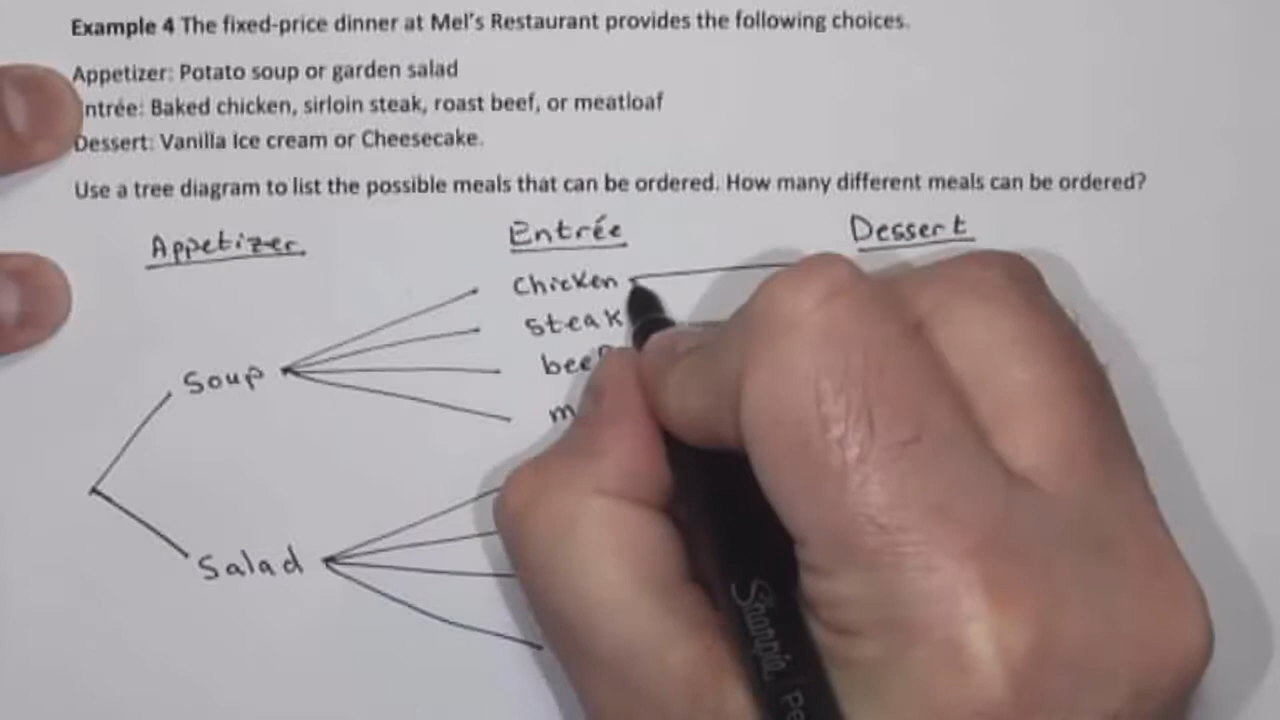 Example 4 The fixed-price dinner at Mel's Restaurant provides the following choices.
Appetizer: Potato soup or garden salad
ntrée: Baked chicken, sirloin steak, roast beef, or meatloaf
Dessert: Vanilla Ice cream or Cheesecake.
Use a tree diagram to list the possible meals that can be ordered. How many different meals can be ordered?
Appetizer Entrée Dessert
Chicken
steak
Soup
Salad
Sharpie